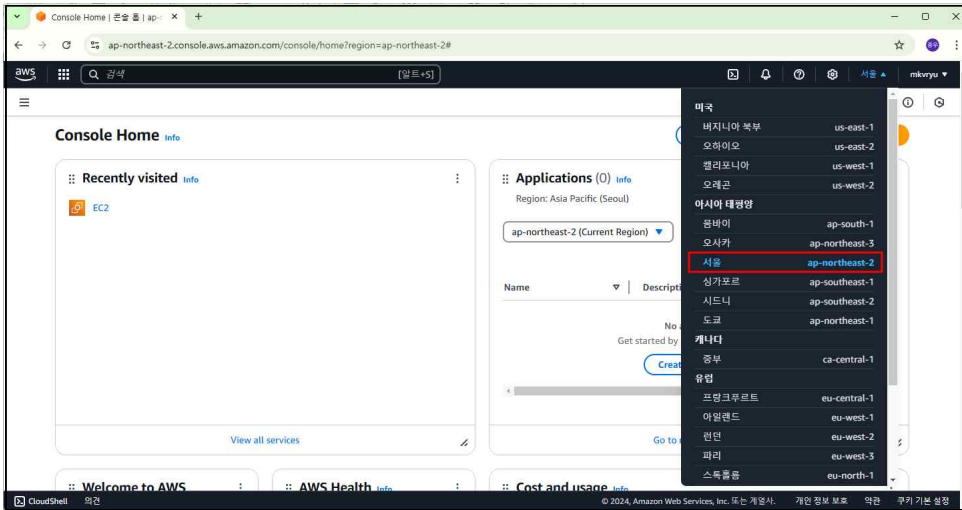 Console Home | 콘솔 홈 | ap-
ap-northeast-2.console.aws.amazon.com/console/home?region=ap-northeast-2#
종우
aws
검색
[알트+S]
서울 ▲
mkvryu ▼
Console Home Info
Recently visited Info
EC2
View all services
Applications (0) Info
Region: Asia Pacific (Seoul)
ap-northeast-2 (Current Region) ▼
Name
Descripti
No
Get started by
Creat
Go to
미국
버지니아 북부 us-east-1
오하이오 us-east-2
캘리포니아 us-west-1
오레곤 us-west-2
아시아 태평양
뭄바이 ap-south-1
오사카 ap-northeast-3
서울 ap-northeast-2
싱가포르 ap-southeast-1
시드니 ap-southeast-2
도쿄 ap-northeast-1
캐나다
중부 ca-central-1
유럽
프랑크푸르트 eu-central-1
아일랜드 eu-west-1
런던 eu-west-2
파리 eu-west-3
스톡홀름 eu-north-1
Welcome to AWS
AWS Health Info
Cost and usage Info
CloudShell 의견
© 2024, Amazon Web Services, Inc. 또는 계열사. 개인 정보 보호 약관 쿠키 기본 설정